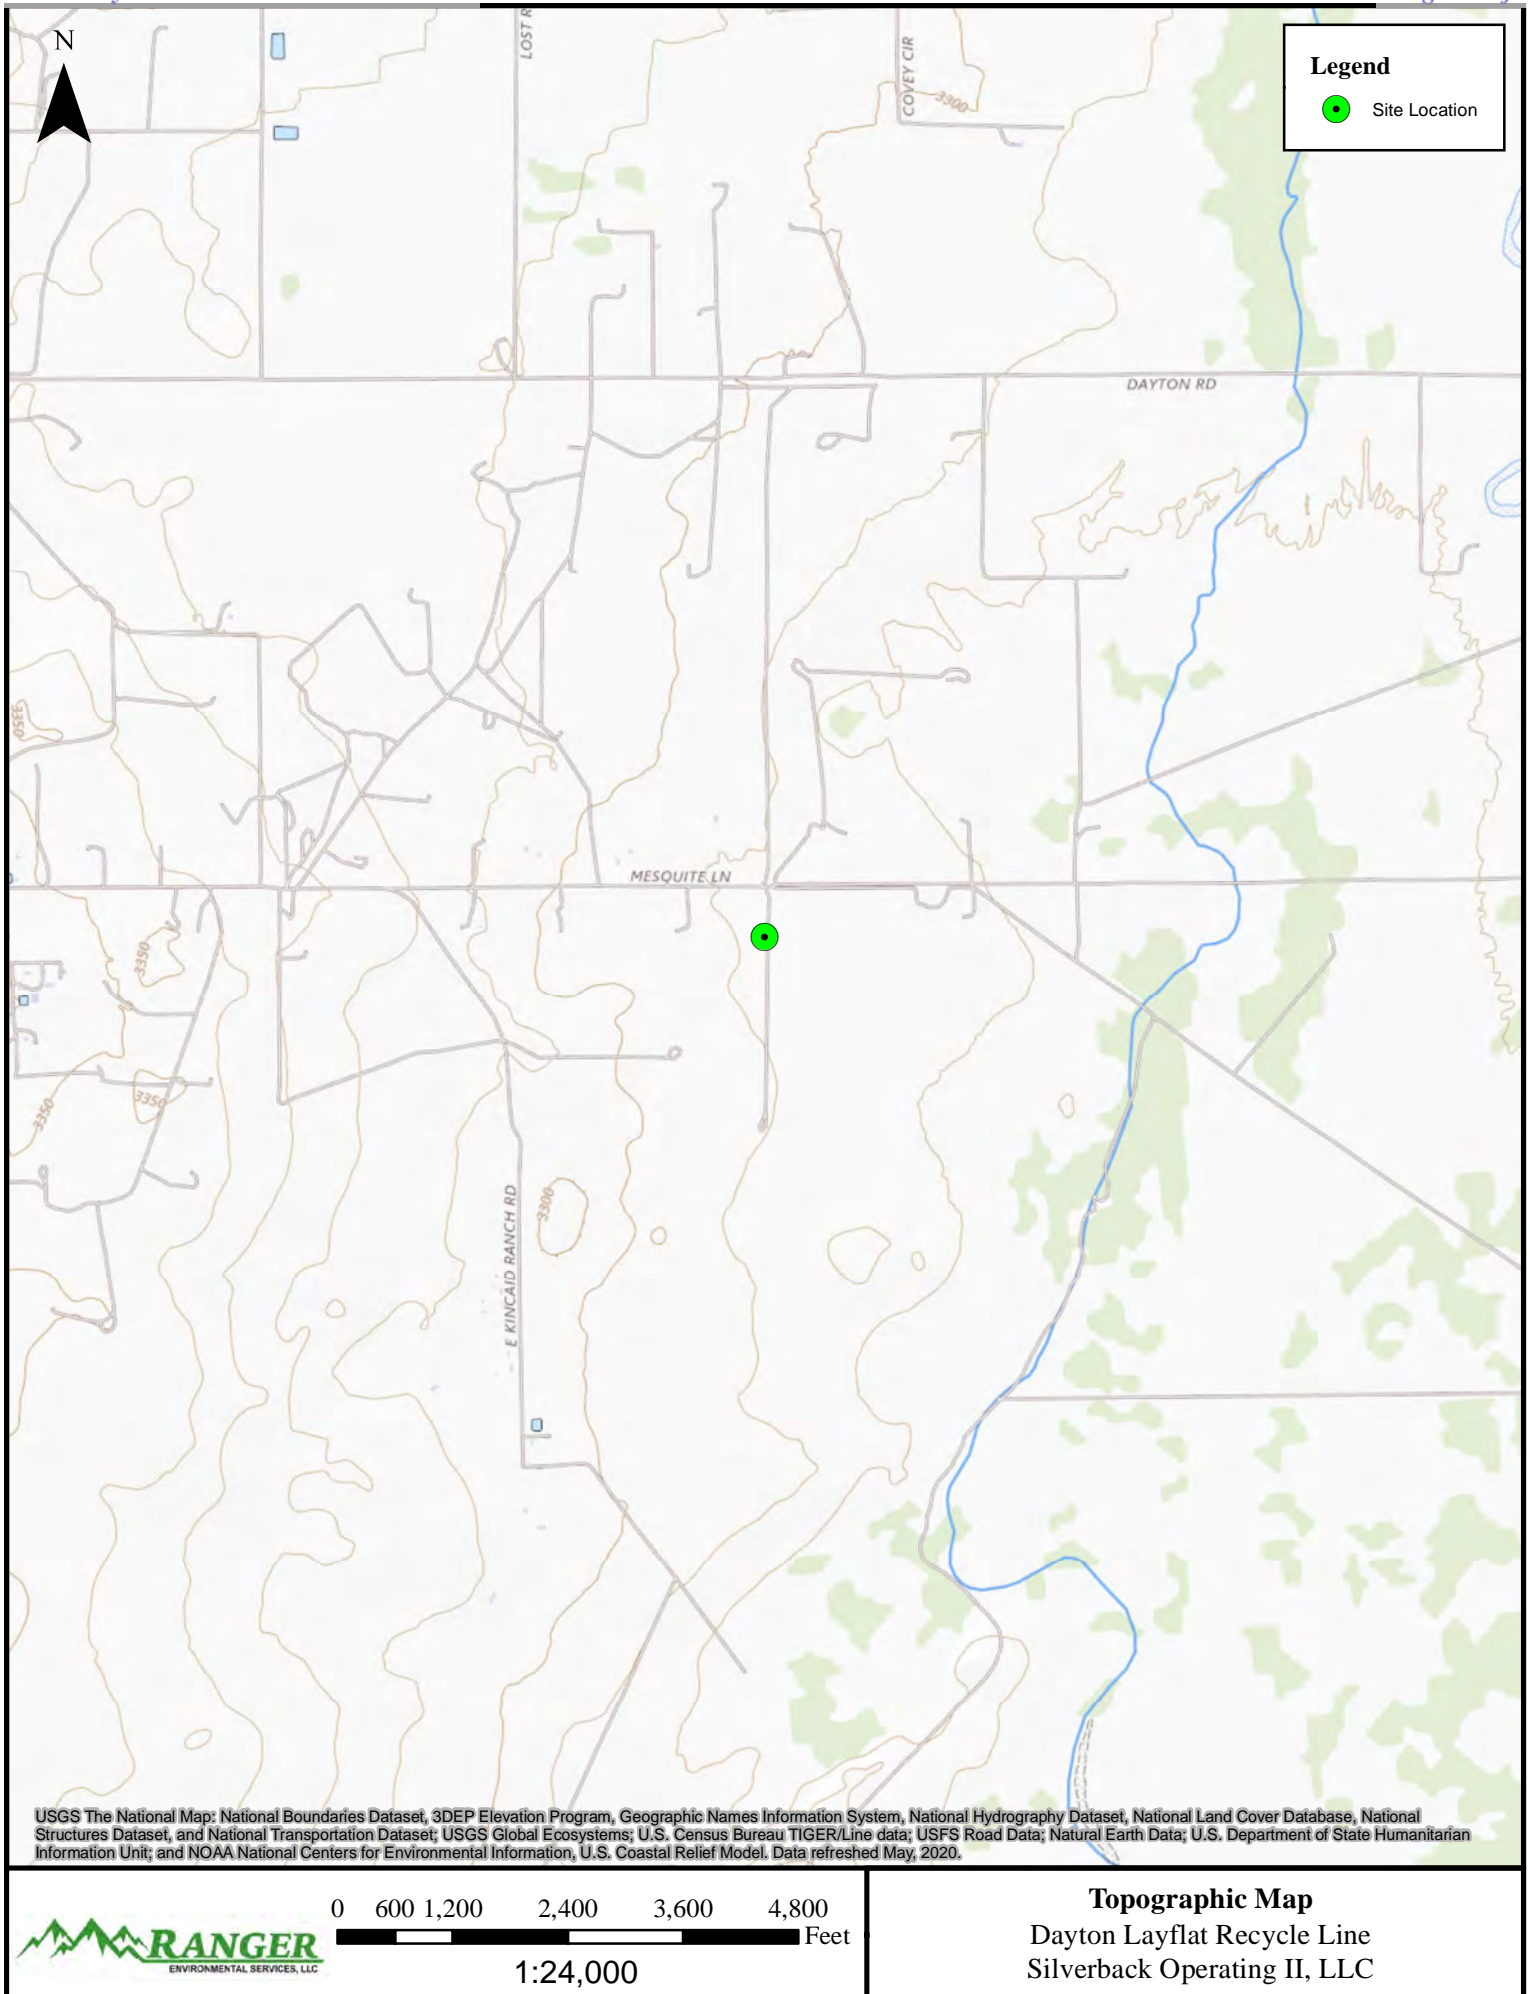 N
LOST R
COVEY CIR
3300
Legend
Site Location
DAYTON RD
3350
MESQUITE LN
3350
3350
3350
3300
E KINCAID RANCH RD
USGS The National Map: National Boundaries Dataset, 3DEP Elevation Program, Geographic Names Information System, National Hydrography Dataset, National Land Cover Database, National
Structures Dataset, and National Transportation Dataset; USGS Global Ecosystems; U.S. Census Bureau TIGER/Line data; USFS Road Data; Natural Earth Data; U.S. Department of State Humanitarian
Information Unit; and NOAA National Centers for Environmental Information, U.S. Coastal Relief Model. Data refreshed May, 2020.
RANGER
ENVIRONMENTAL SERVICES, LLC
0 600 1,200 2,400 3,600 4,800
Feet
1:24,000
Topographic Map
Dayton Layflat Recycle Line
Silverback Operating II, LLC